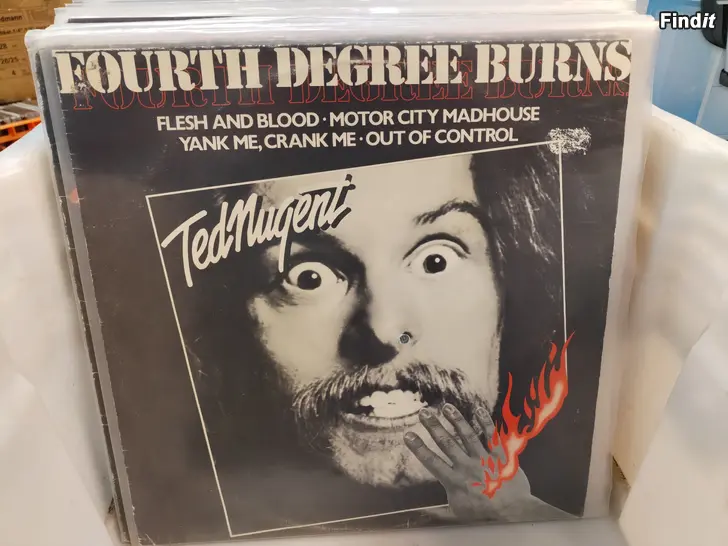 Findit
FOURTH DEGREE BURNS
FLESH AND BLOOD · MOTOR CITY MADHOUSE
YANK ME, CRANK ME · OUT OF CONTROL
Ted Nugent